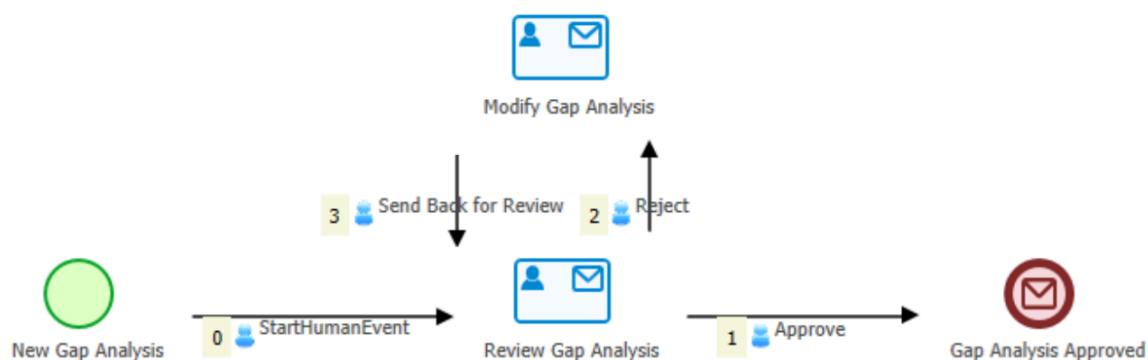 Modify Gap Analysis
3 Send Back for Review 2 Reject
0 StartHumanEvent 1 Approve
New Gap Analysis Review Gap Analysis Gap Analysis Approved